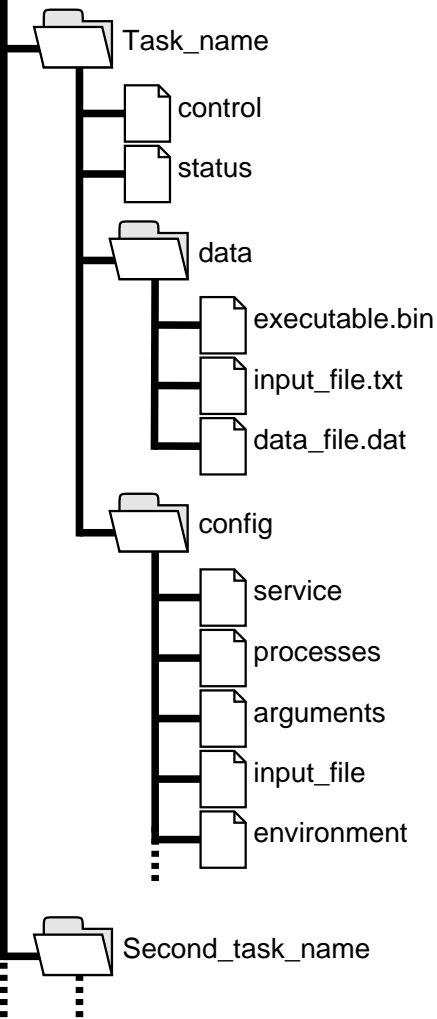 Task_name
control
status
data
executable.bin
input_file.txt
data_file.dat
config
service
processes
arguments
input_file
environment
Second_task_name